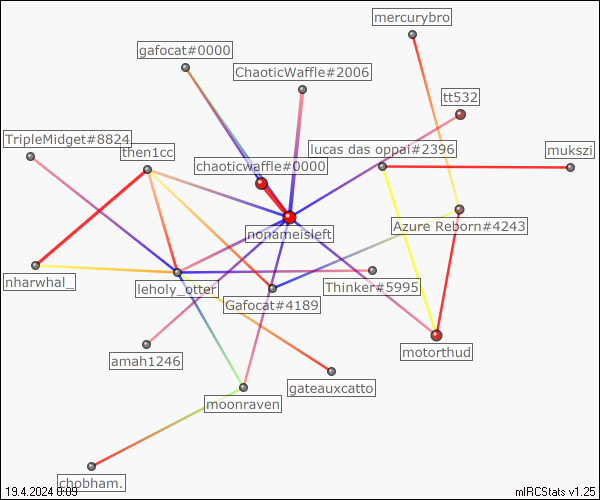 mercurybro
gafocat#0000
ChaoticWaffle#2006
tt532
TripleMidget#8824
then1cc
lucas das oppai#2396
mukszi
chaoticwaffle#0000
nonameisleft
Azure Reborn#4243
nharwhal_
leholy_otter
Thinker#5995
Gafocat#4189
amah1246
motorthud
gateauxcatto
moonraven
chobham.
19.4.2024 0:09
mIRCStats v1.25